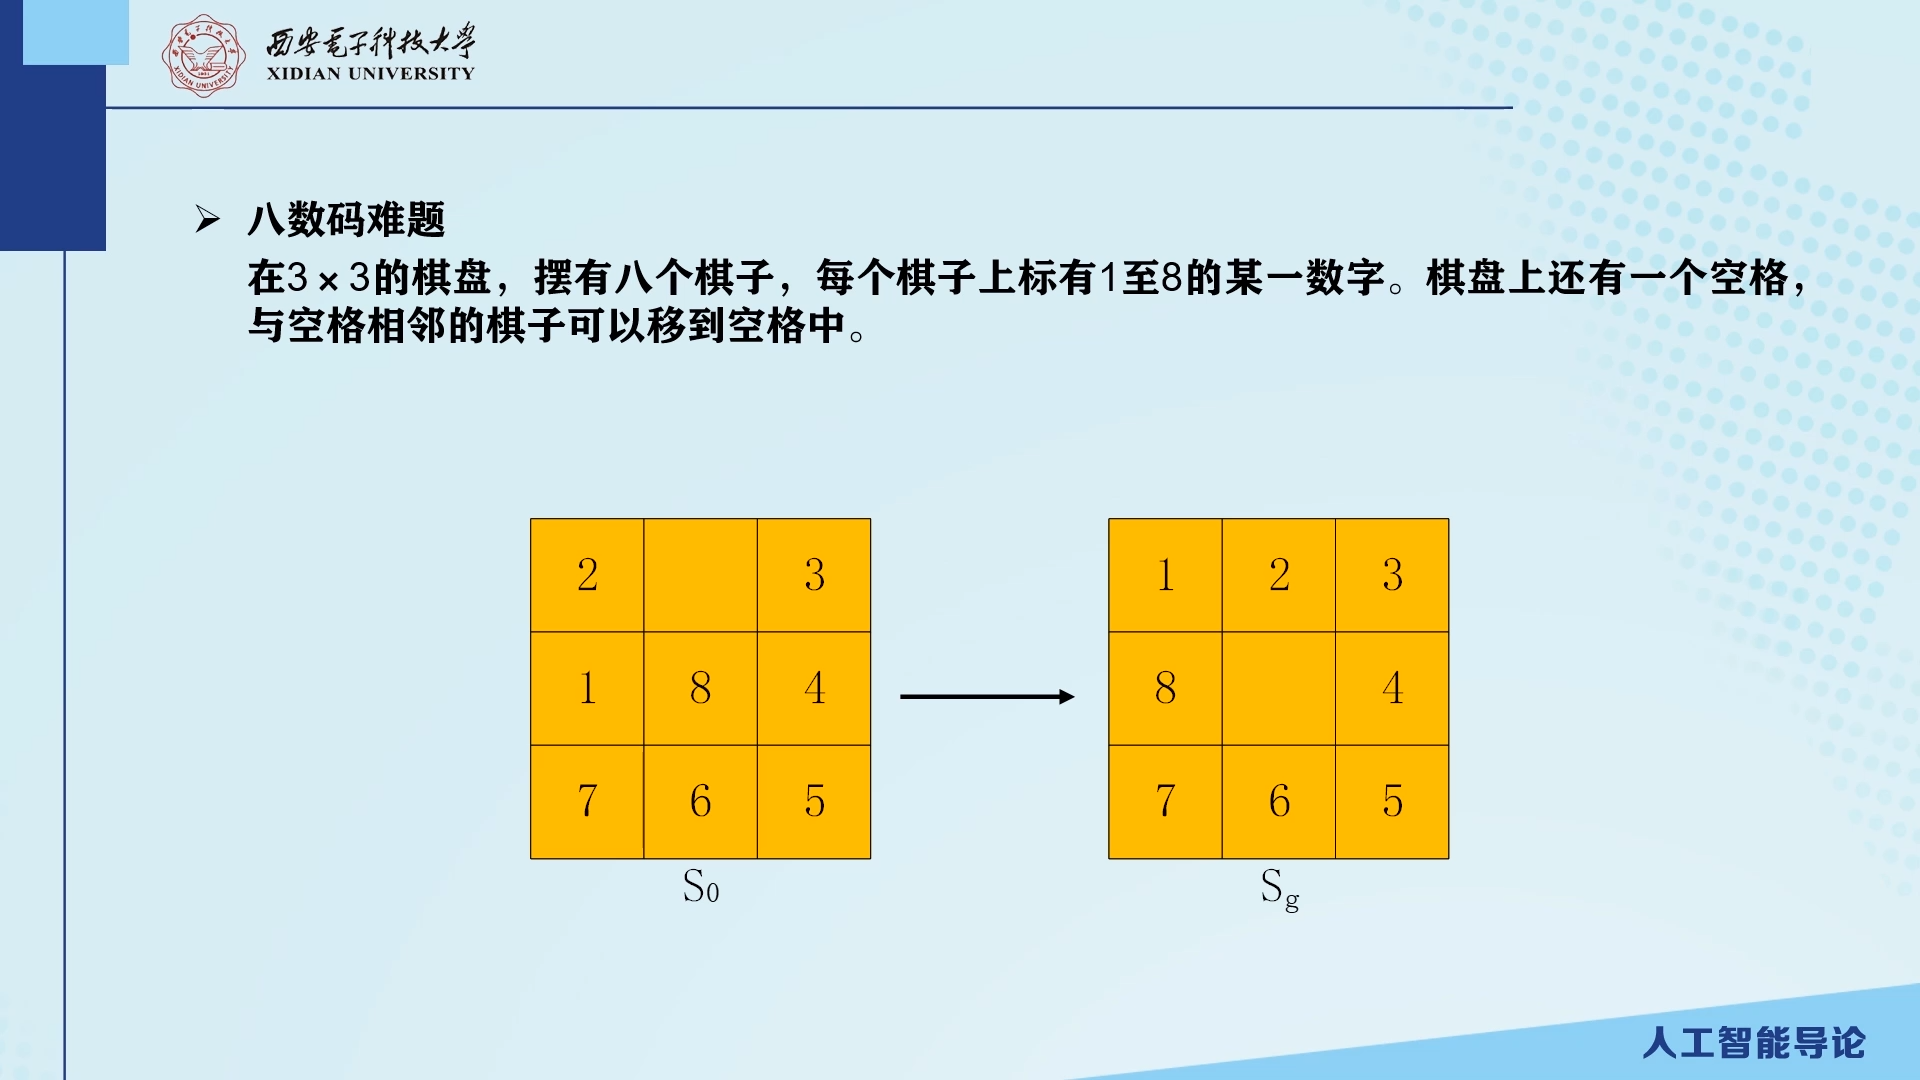 西安电子科技大学
XIDIAN UNIVERSITY
八数码难题
在3×3的棋盘，摆有八个棋子，每个棋子上标有1至8的某一数字。棋盘上还有一个空格，
与空格相邻的棋子可以移到空格中。
2 3
1 8 4
7 6 5
S0
1 2 3
8 4
7 6 5
Sg
人工智能导论